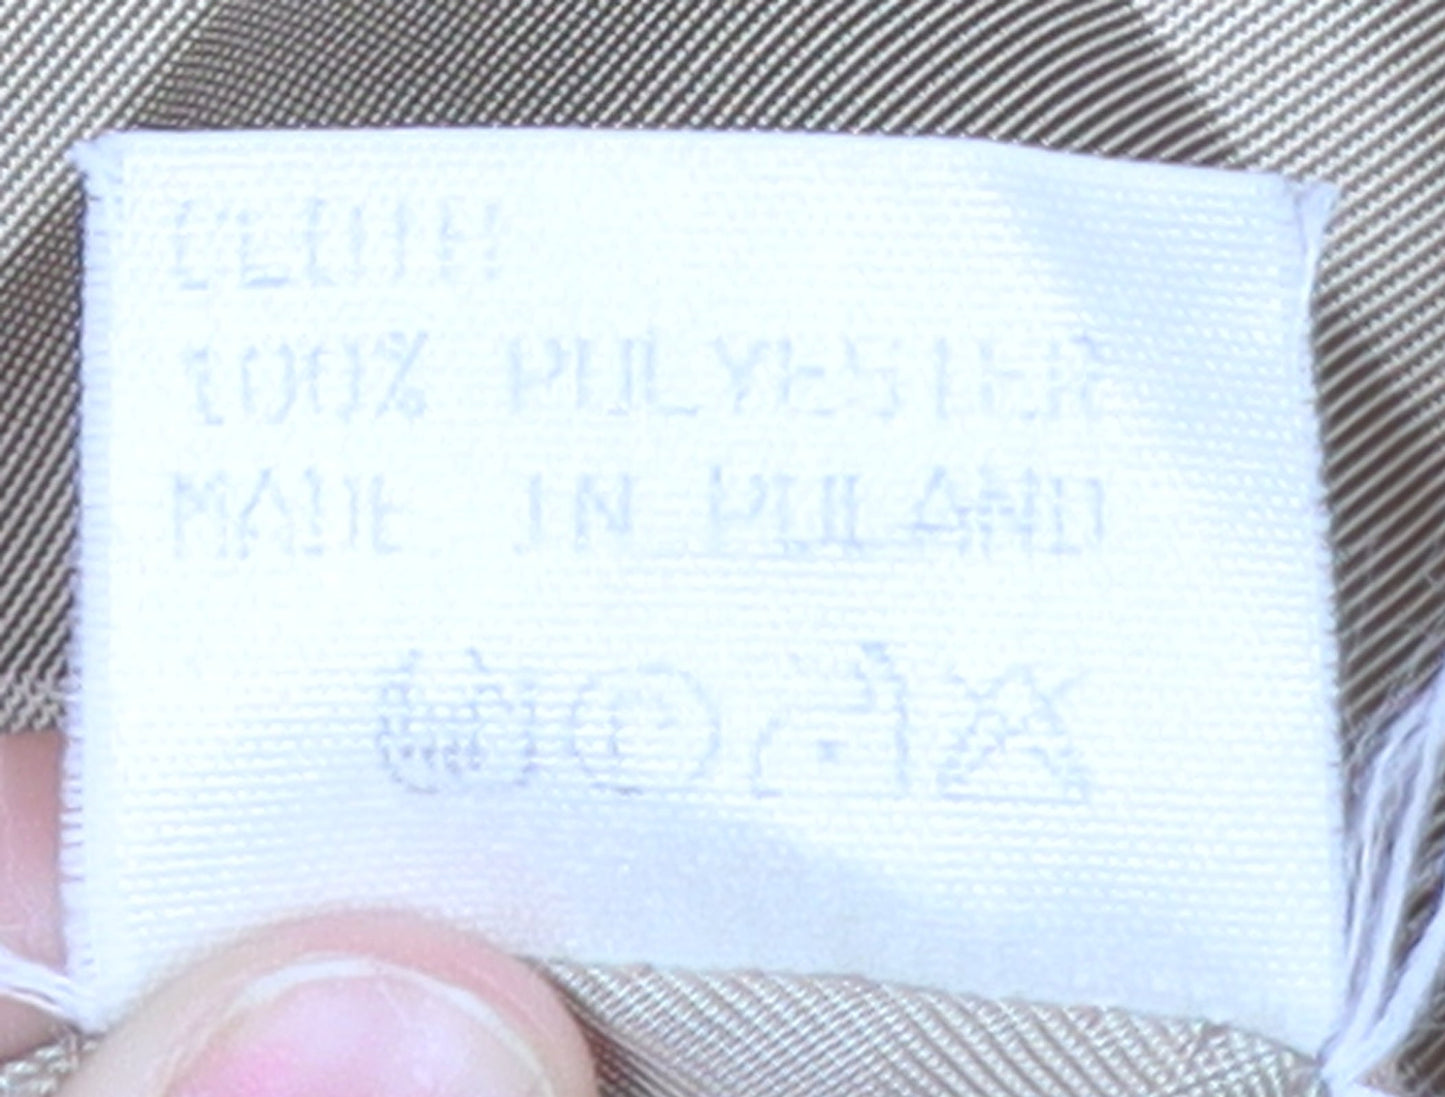 CLOTH
100% POLYESTER
MADE IN POLAND